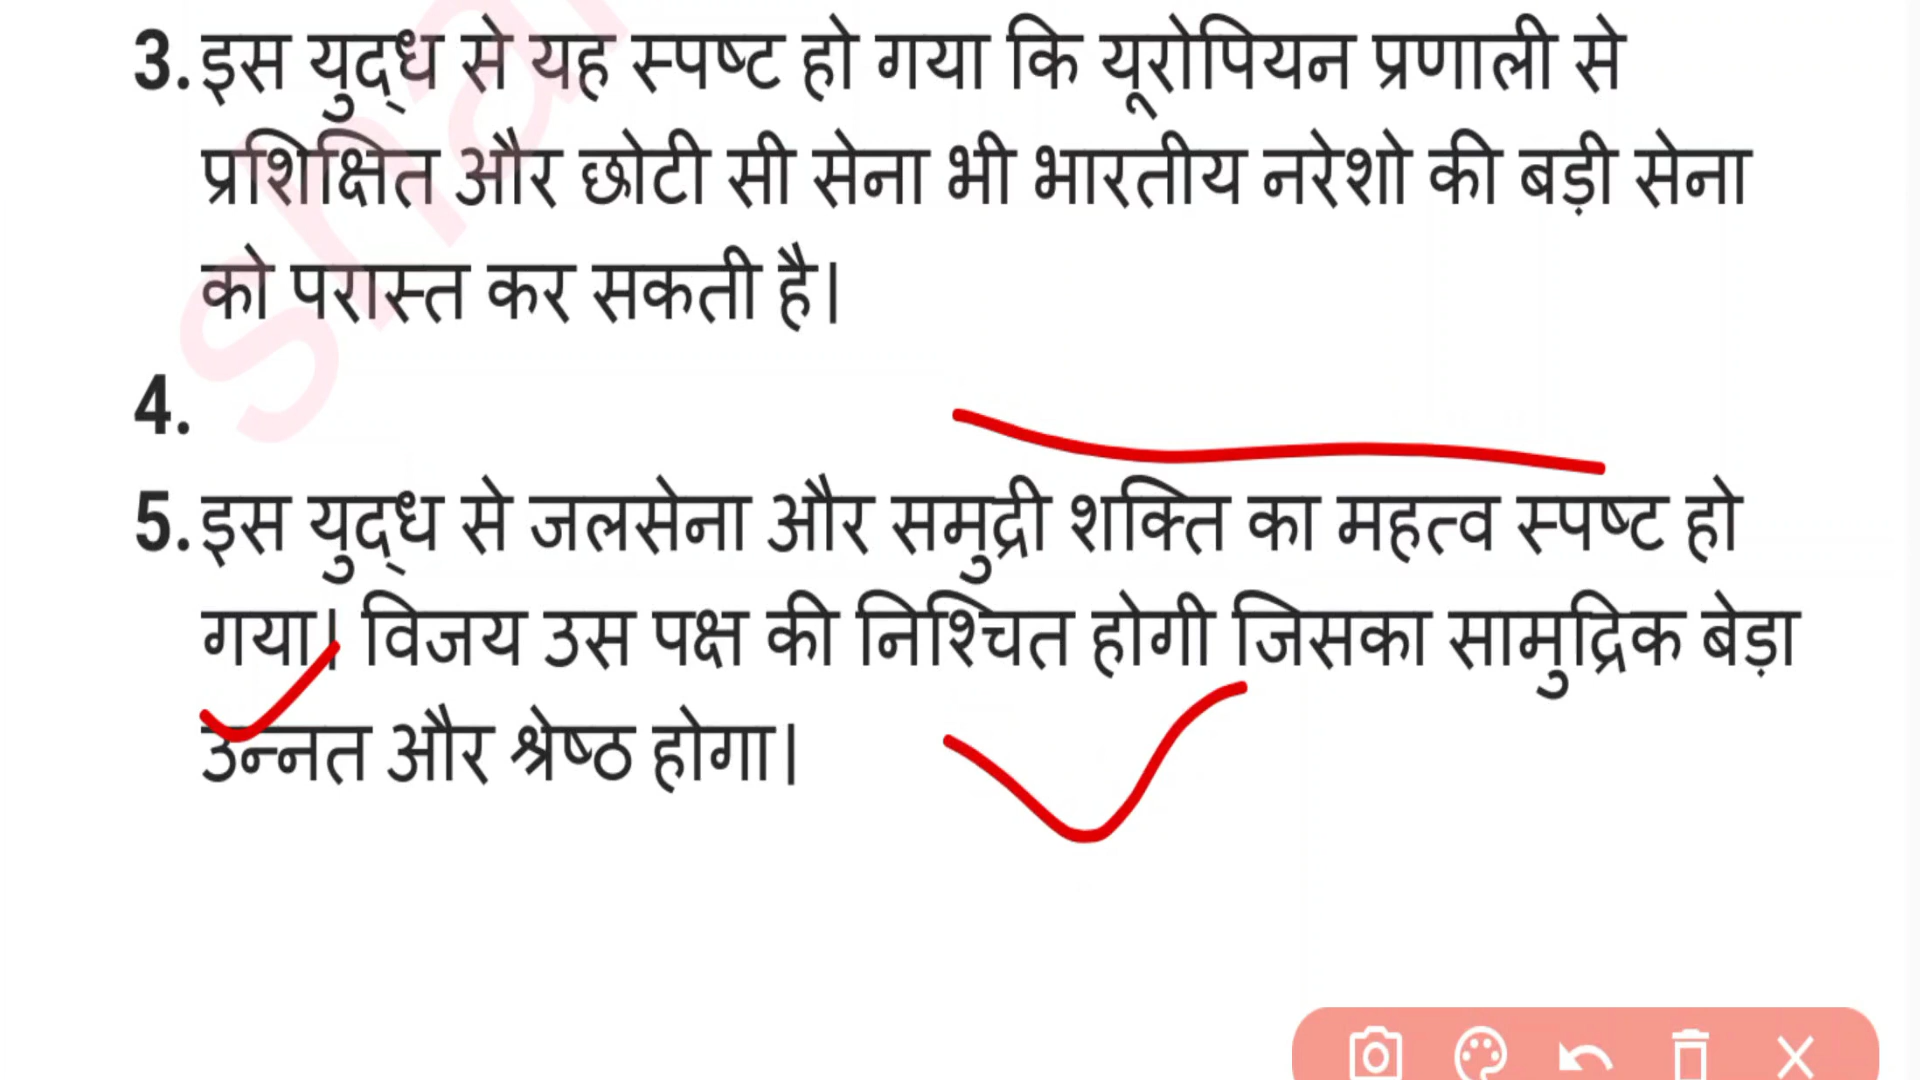 3. इस युद्ध से यह स्पष्ट हो गया कि यूरोपियन प्रणाली से
प्रशिक्षित और छोटी सी सेना भी भारतीय नरेशो की बड़ी सेना
को परास्त कर सकती है।
4.
5. इस युद्ध से जलसेना और समुद्री शक्ति का महत्व स्पष्ट हो
गया। विजय उस पक्ष की निश्चित होगी जिसका सामुद्रिक बेड़ा
उन्नत और श्रेष्ठ होगा।